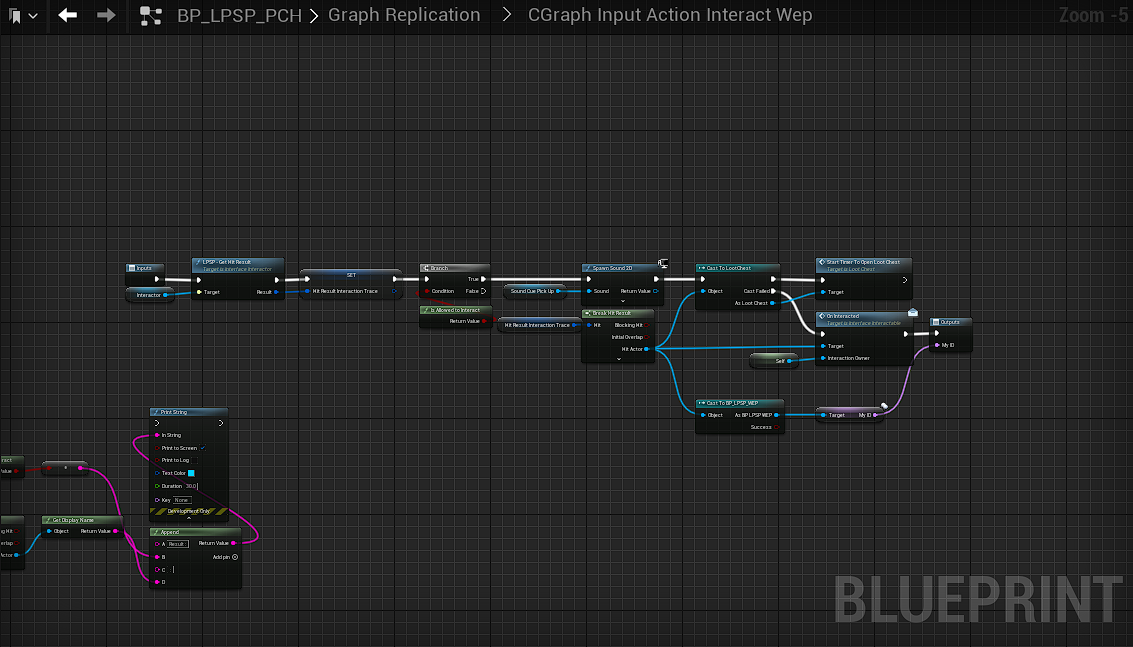 BP_LPSP_PCH > Graph Replication > CGraph Input Action Interact Wep
Zoom -5
Inputs
Interactor
LPSP - Get Hit Result
Target is Interface Interactor
Target
Result
SET
Hit Result Interaction Trace
Branch
True
Condition
False
Is Allowed to Interact
Return Value
Sound Cue Pick Up
Hit Result Interaction Trace
Spawn Sound 2D
Sound
Return Value
Break Hit Result
Hit
Blocking Hit
Initial Overlap
Hit Actor
Cast To LootChest
Object
Cast Failed
As Loot Chest
Start Timer To Open Loot Chest
Target is Loot Chest
Target
On Interacted
Target is Interface Interactable
Target
Interaction Owner
Self
Outputs
My ID
Cast To BP_LPSP_WEP
Object
As BP LPSP WEP
Success
Target
My ID
Print String
In String
Print to Screen
Print to Log
Text Color
Duration 30.0
Key None
Development Only
Get Display Name
Object
Return Value
Append
A Result :
Return Value
B
Add pin
C
D
BLUEPRINT